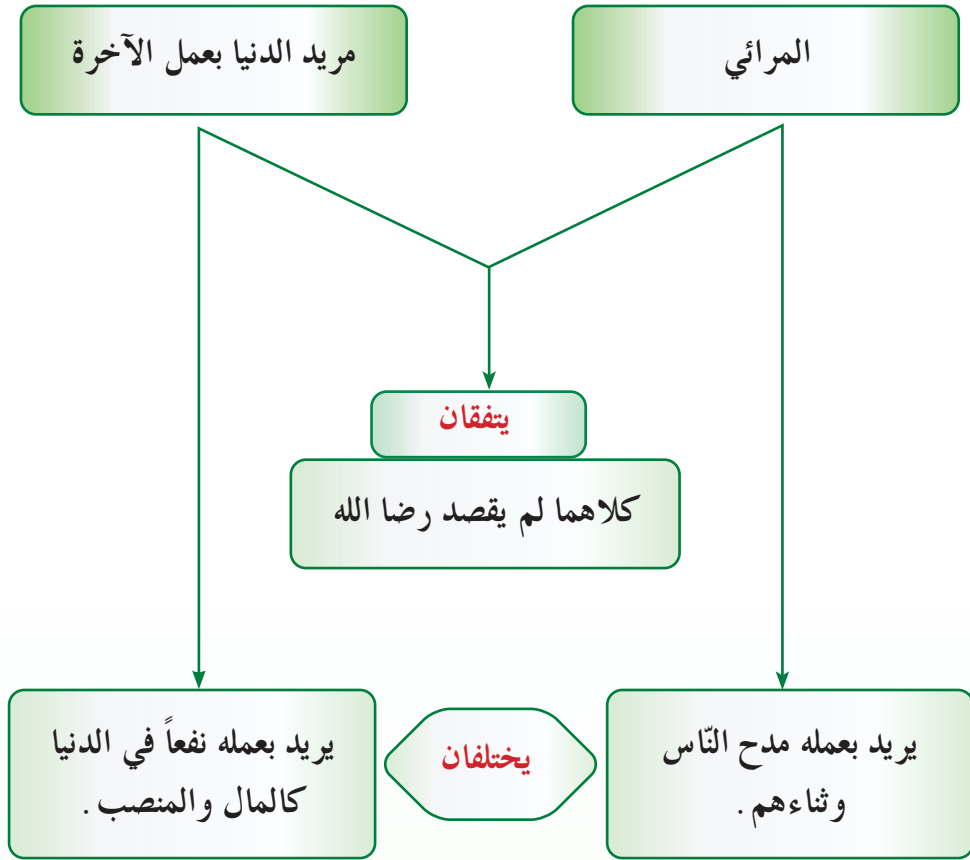 المرائي
مريد الدنيا بعمل الآخرة
يتفقان
كلاهما لم يقصد رضا الله
يريد بعمله مدح النّاس
وثناءهم .
يختلفان
يريد بعمله نفعاً في الدنيا
كالمال والمنصب .